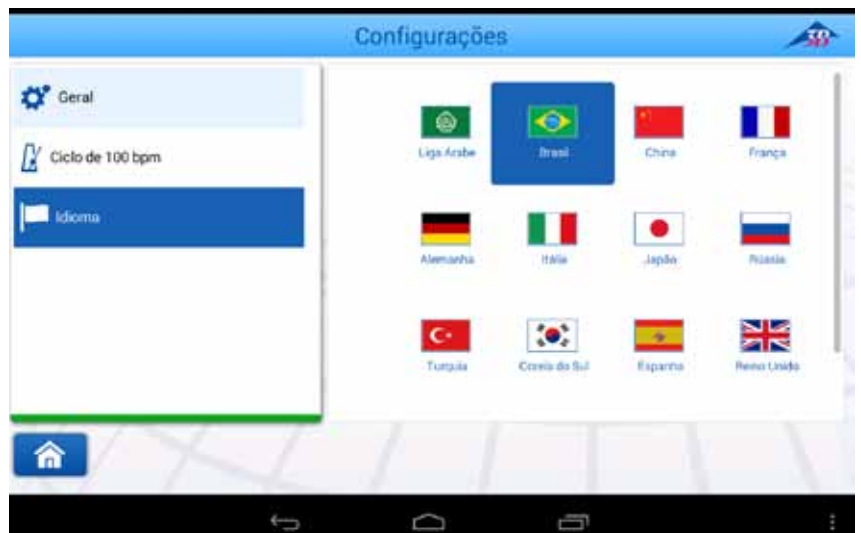 Configurações
3B
Geral
Ciclo de 100 bpm
Idioma
Liga Árabe
Brasil
China
França
Alemanha
Itália
Japão
Rússia
Turquia
Coreia do Sul
Espanha
Reino Unido